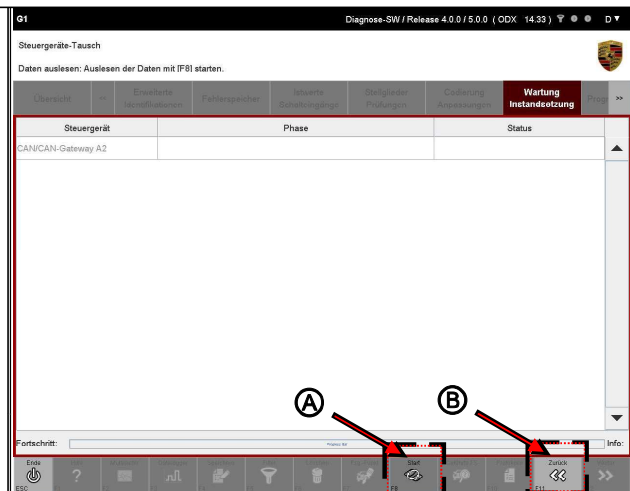 G1 Diagnose-SW / Release 4.0.0 / 5.0.0 ( ODX 14.33 ) D
Steuergeräte-Tausch
Daten auslesen: Auslesen der Daten mit [F8] starten.
Übersicht Erweiterte Identifikationen Fehlerspeicher Istwerte Schalteingänge Stellglieder Prüfungen Codierung Anpassungen Wartung Instandsetzung Progr >>
Steuergerät Phase Status
CAN/CAN-Gateway A2
A B
Fortschritt: Info:
Ende ? Start Zurück
ESC F8 F11